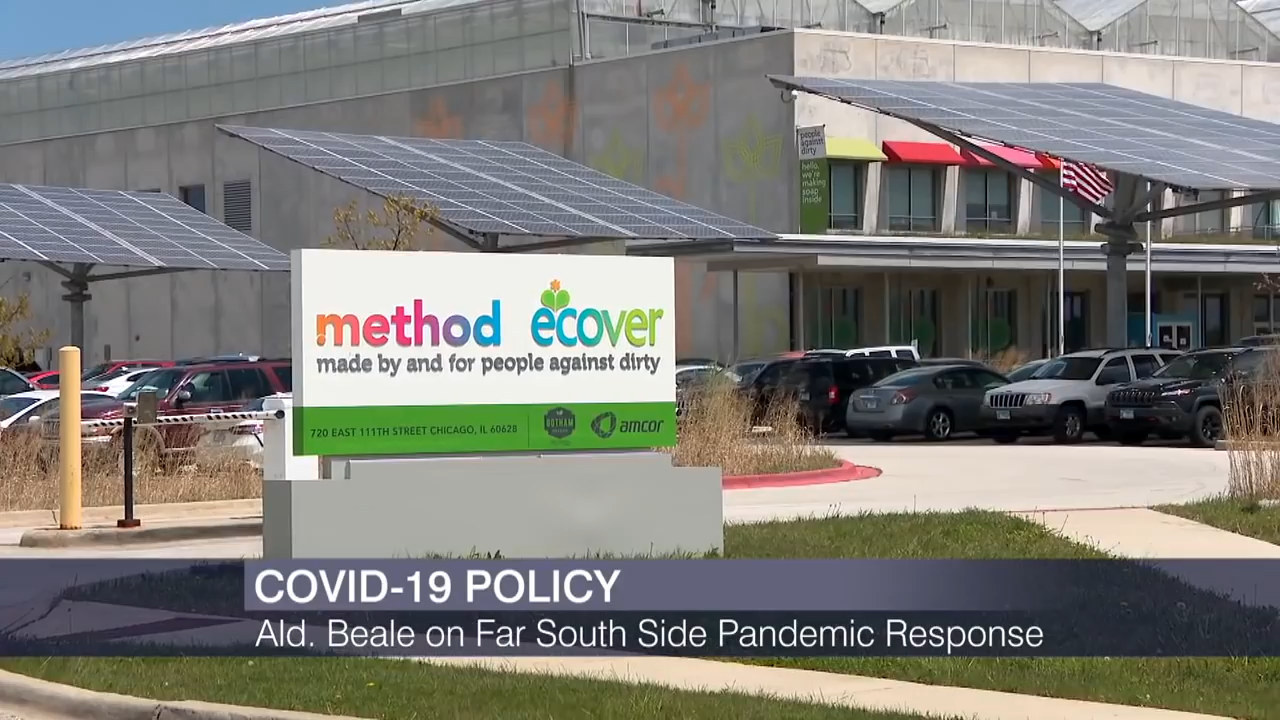 people
against
dirty
hello,
we're
making
soap
inside
method ecover
made by and for people against dirty
720 EAST 111TH STREET CHICAGO, IL 60628
GOTHAM
amcor
COVID-19 POLICY
Ald. Beale on Far South Side Pandemic Response